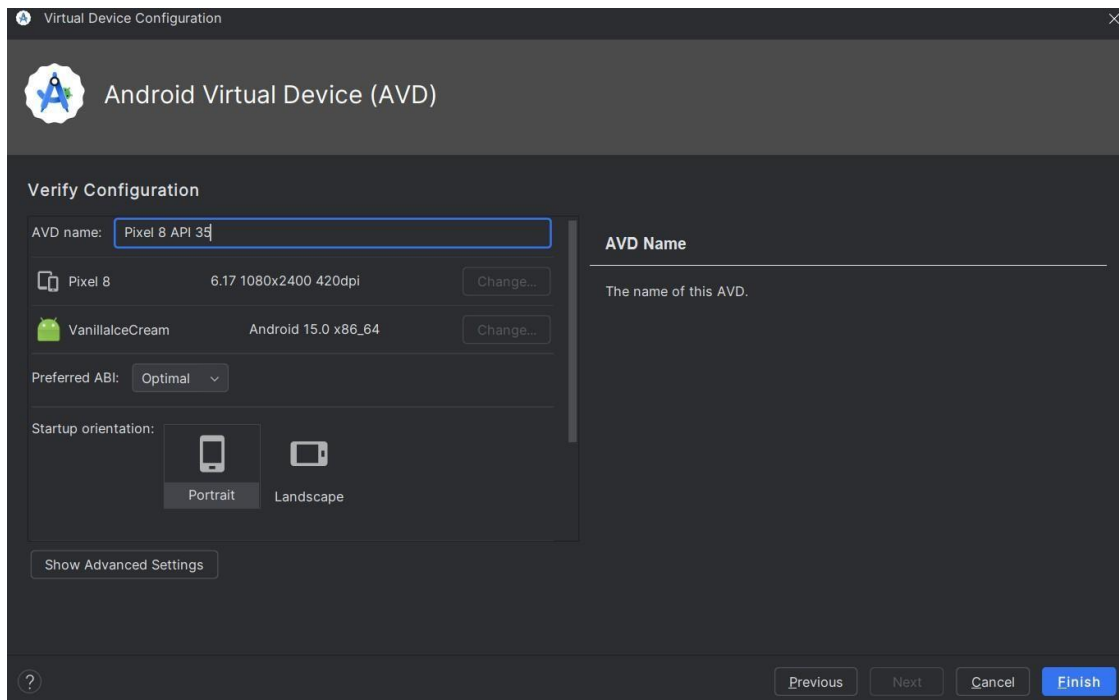 Virtual Device Configuration
Android Virtual Device (AVD)
Verify Configuration
AVD name: Pixel 8 API 35
Pixel 8 6.17 1080x2400 420dpi Change...
VanillaIceCream Android 15.0 x86_64 Change...
Preferred ABI: Optimal
Startup orientation:
Portrait Landscape
Show Advanced Settings
AVD Name
The name of this AVD.
? Previous Next Cancel Finish